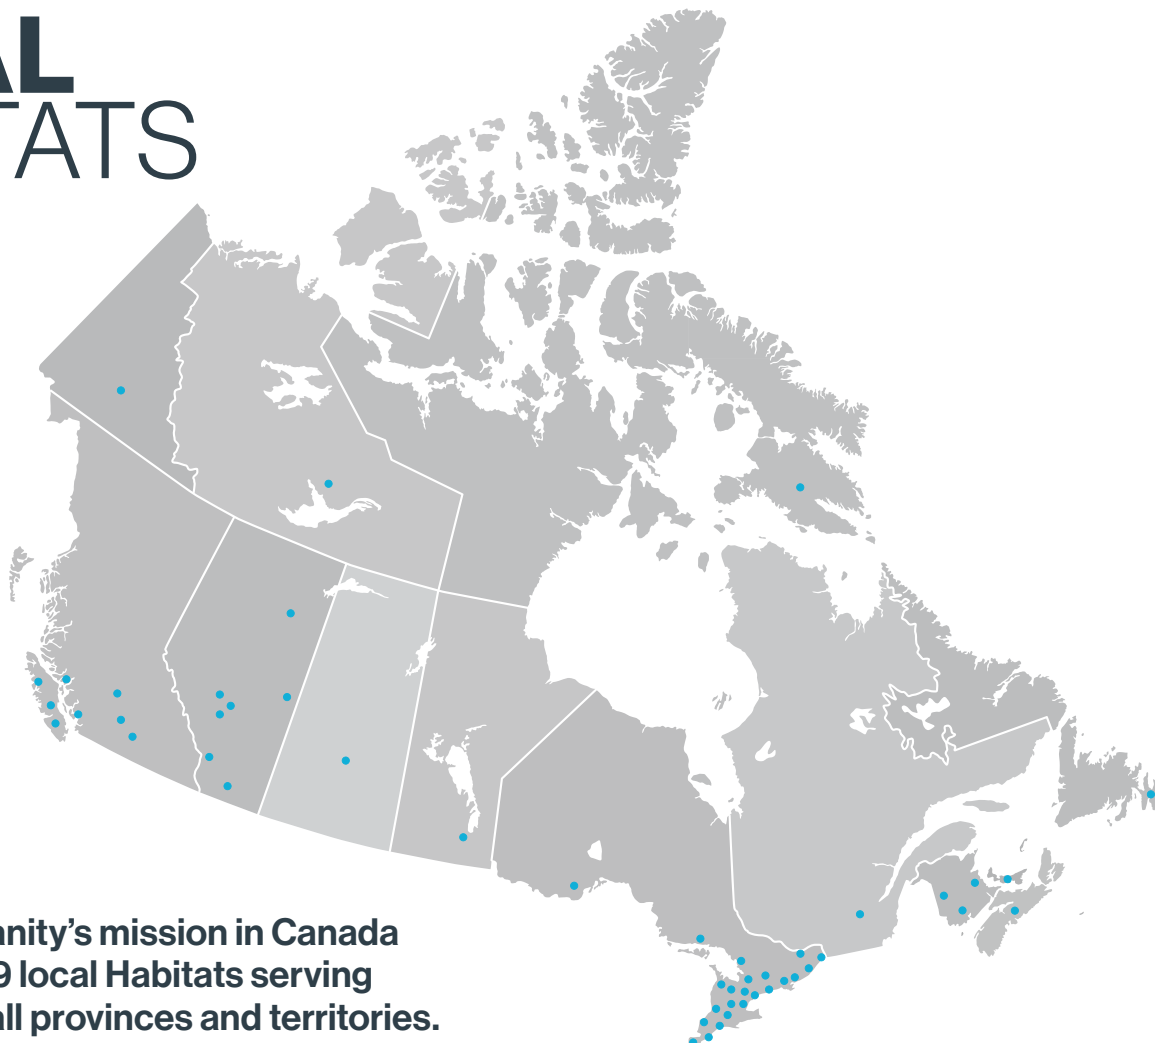 AL
TATS
anity’s mission in Canada
9 local Habitats serving
all provinces and territories.